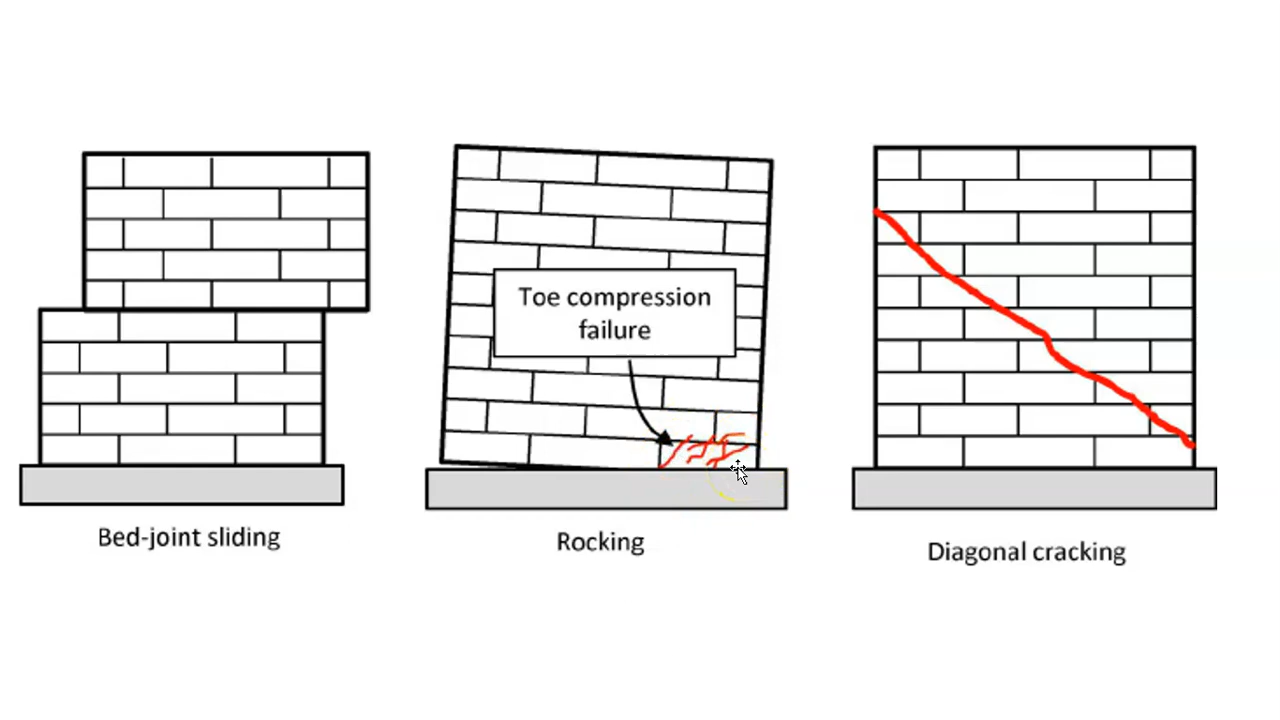 Toe compression
failure
Bed-joint sliding
Rocking
Diagonal cracking